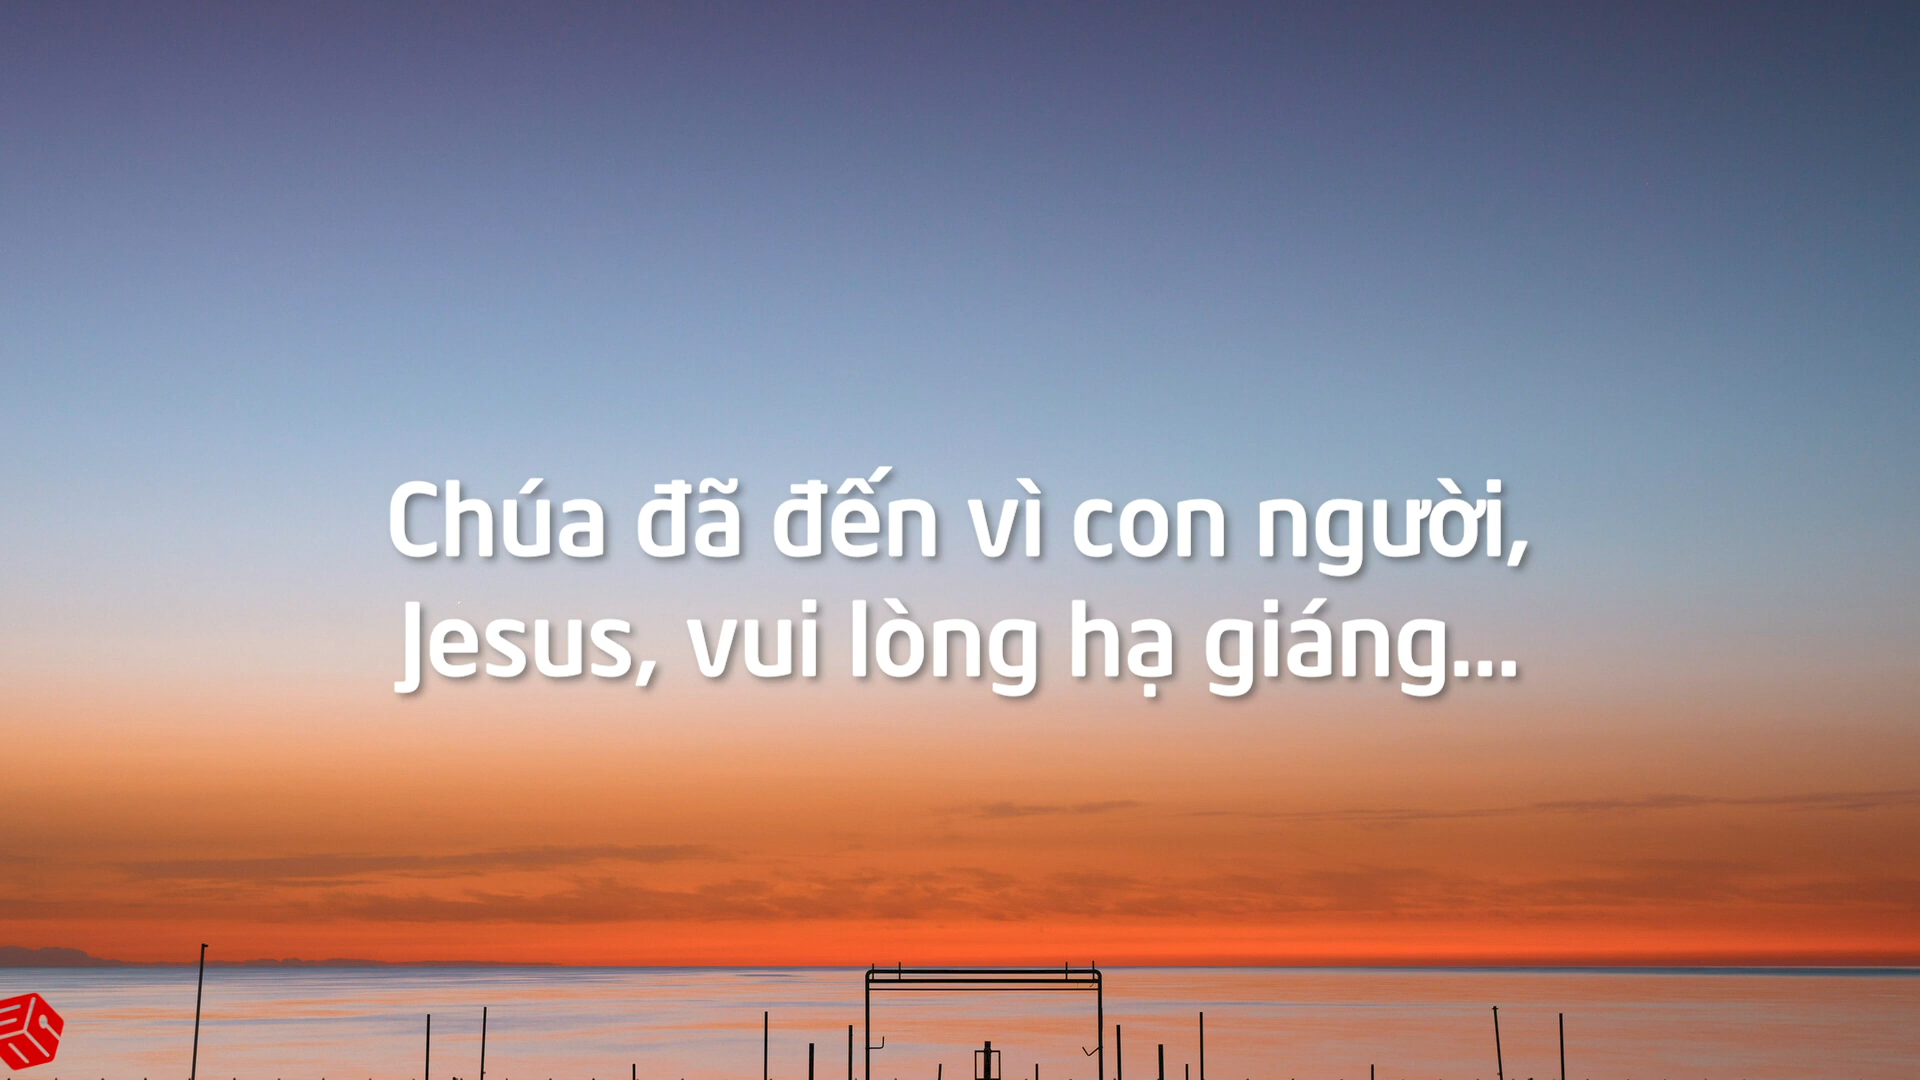 Chúa đã đến vì con người,
Jesus, vui lòng hạ giáng...